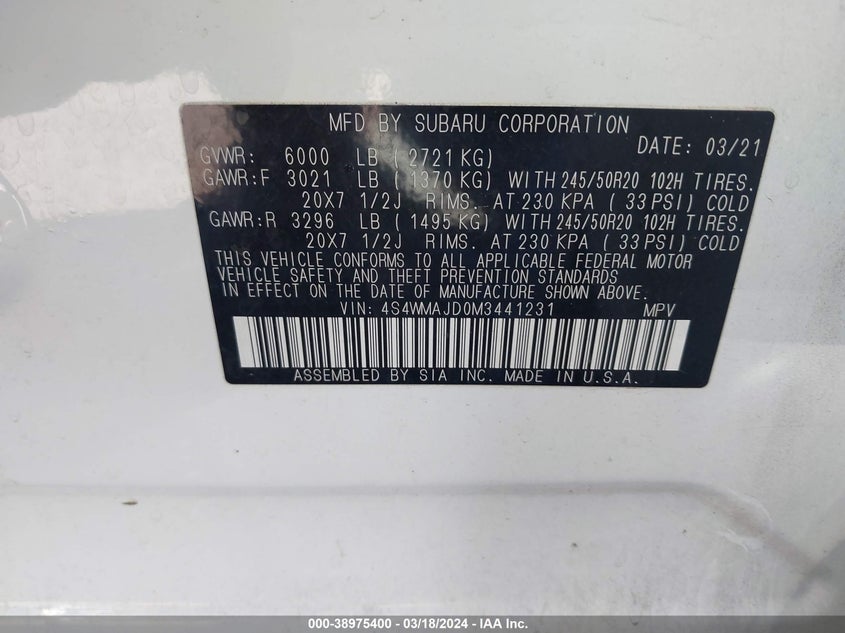 MFD BY SUBARU CORPORATION
DATE: 03/21
GVWR: 6000 LB ( 2721 KG)
GAWR:F 3021 LB ( 1370 KG) WITH 245/50R20 102H TIRES.
20X7 1/2J RIMS. AT 230 KPA ( 33 PSI) COLD
GAWR:R 3296 LB ( 1495 KG) WITH 245/50R20 102H TIRES.
20X7 1/2J RIMS. AT 230 KPA ( 33 PSI) COLD
THIS VEHICLE CONFORMS TO ALL APPLICABLE FEDERAL MOTOR
VEHICLE SAFETY AND THEFT PREVENTION STANDARDS
IN EFFECT ON THE DATE OF MANUFACTURE SHOWN ABOVE.
VIN: 4S4WMAJD0M3441231 MPV
ASSEMBLED BY SIA INC. MADE IN U.S.A.
000-38975400 - 03/18/2024 - IAA Inc.